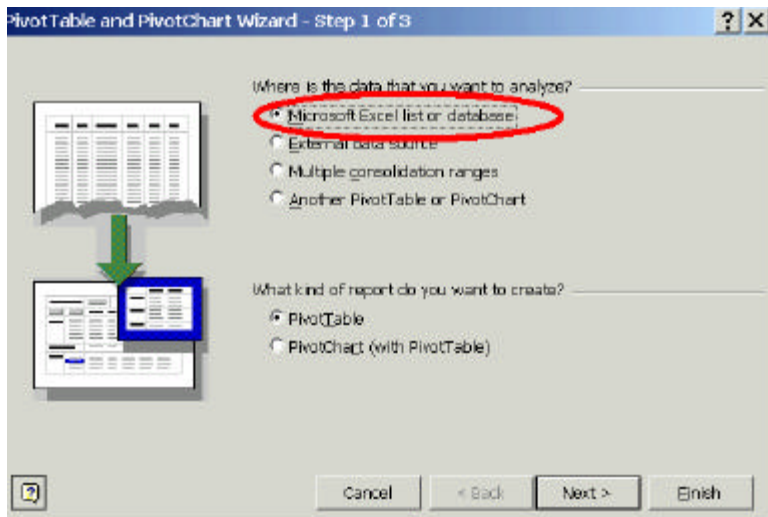 PivotTable and PivotChart Wizard - Step 1 of 3
Where is the data that you want to analyze?
Microsoft Excel list or database
External data source
Multiple consolidation ranges
Another PivotTable or PivotChart
What kind of report do you want to create?
PivotTable
PivotChart (with PivotTable)
Cancel
< Back
Next >
Finish